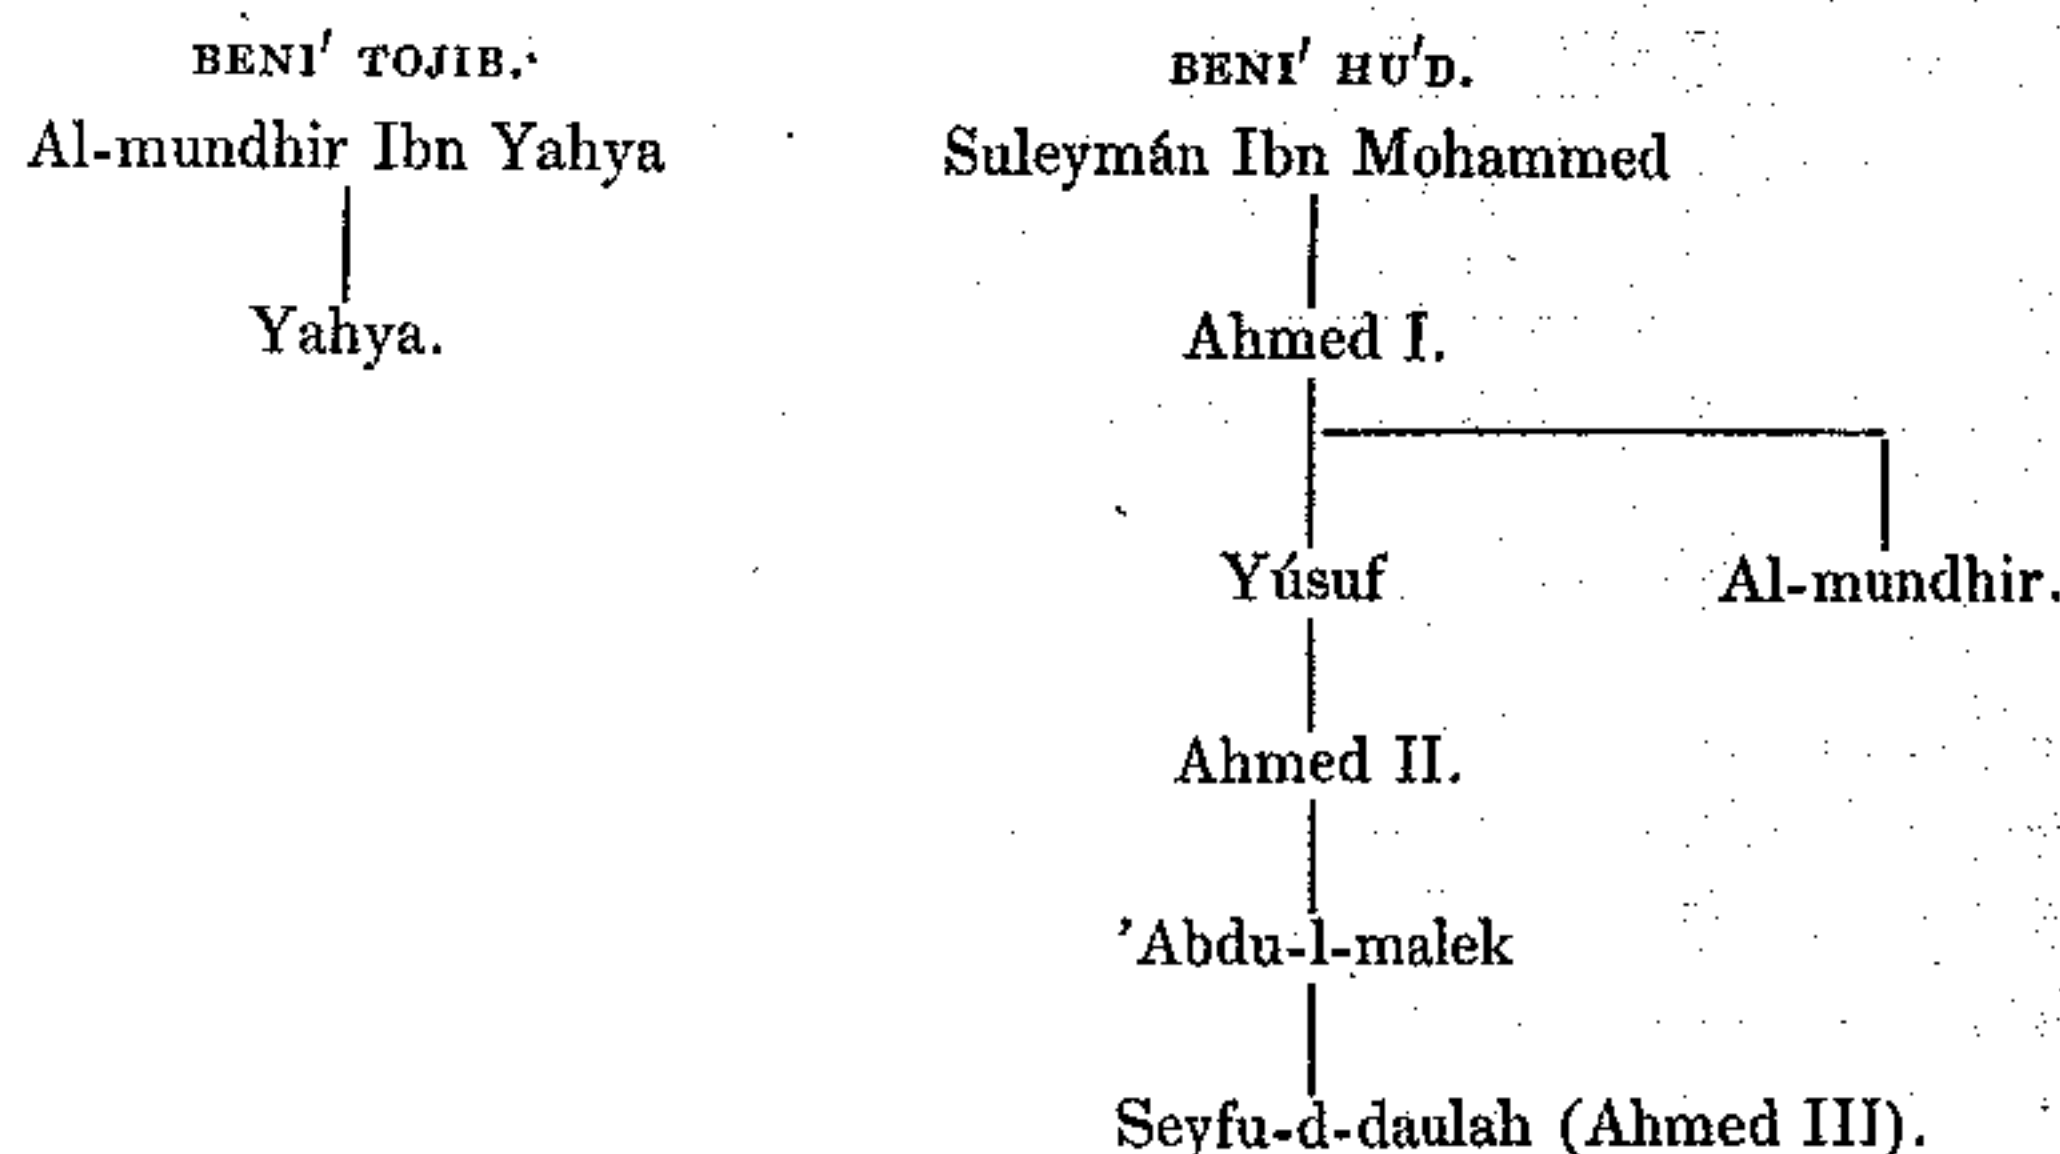 BENI' TOJIB.
Al-mundhir Ibn Yahya
Yahya.
BENI' HU'D.
Suleymán Ibn Mohammed
Ahmed I.
Yúsuf
Al-mundhir.
Ahmed II.
’Abdu-l-malek
Seyfu-d-daulah (Ahmed III).